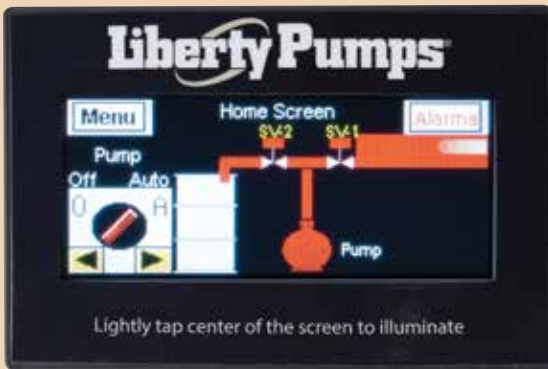 Liberty Pumps
Menu
Home Screen
Alarms
SV-2
SV-1
Pump
Off
Auto
O
A
Pump
Lightly tap center of the screen to illuminate